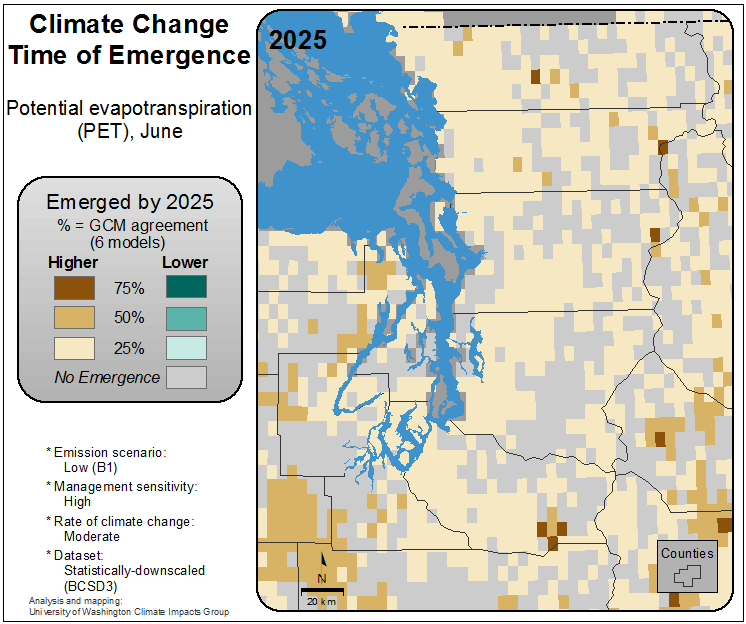 Climate Change
Time of Emergence
Potential evapotranspiration
(PET), June
Emerged by 2025
% = GCM agreement
(6 models)
Higher Lower
75%
50%
25%
No Emergence
* Emission scenario:
Low (B1)
* Management sensitivity:
High
* Rate of climate change:
Moderate
* Dataset:
Statistically-downscaled
(BCSD3)
Analysis and mapping:
University of Washington Climate Impacts Group
2025
N
20 km
Counties